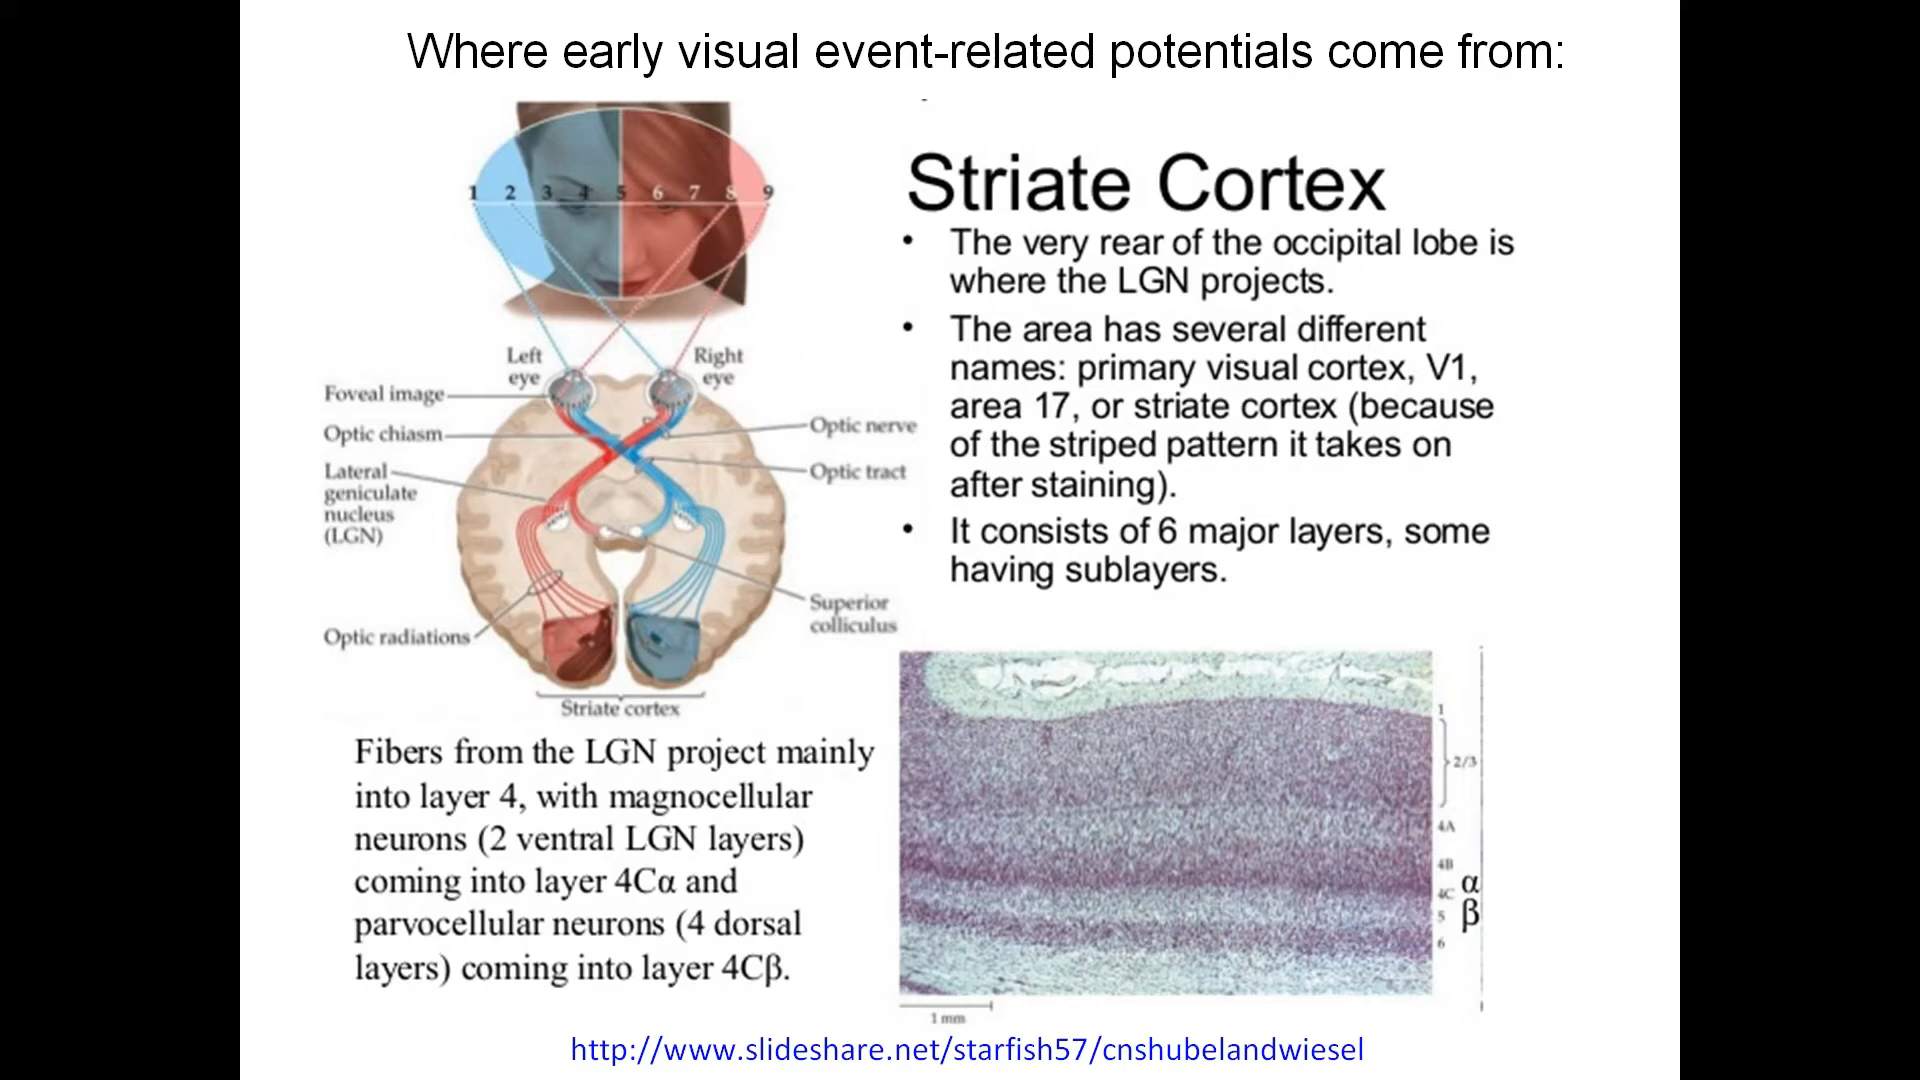 Where early visual event-related potentials come from:
1 2 3 4 5 6 7 8 9
Left
eye
Right
eye
Foveal image
Optic chiasm
Lateral
geniculate
nucleus
(LGN)
Optic radiations
Optic nerve
Optic tract
Superior
colliculus
Striate cortex
Striate Cortex
• The very rear of the occipital lobe is
where the LGN projects.
• The area has several different
names: primary visual cortex, V1,
area 17, or striate cortex (because
of the striped pattern it takes on
after staining).
• It consists of 6 major layers, some
having sublayers.
Fibers from the LGN project mainly
into layer 4, with magnocellular
neurons (2 ventral LGN layers)
coming into layer 4Cα and
parvocellular neurons (4 dorsal
layers) coming into layer 4Cβ.
1
2/3
4A
4B
4C α
5 β
6
1 mm
http://www.slideshare.net/starfish57/cnshubelandwiesel